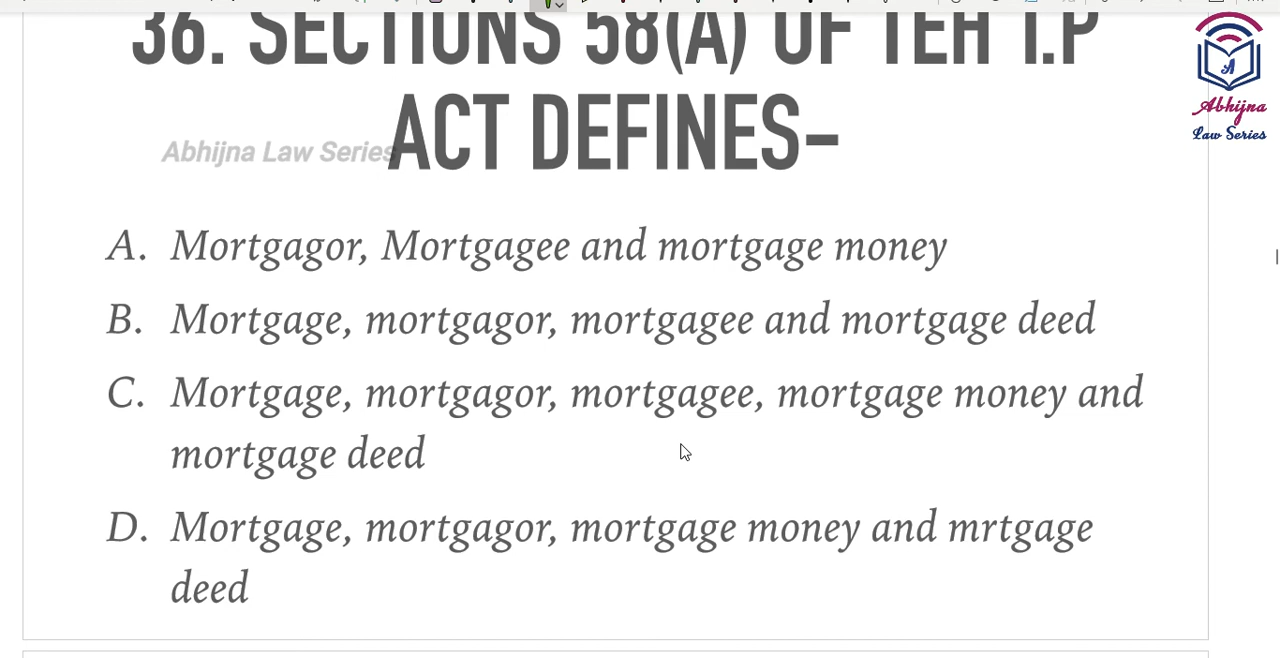 36. SECTIONS 58(A) OF TEH T.P
ACT DEFINES–
Abhijna Law Series
A
Abhijna
Law Series
A. Mortgagor, Mortgagee and mortgage money
B. Mortgage, mortgagor, mortgagee and mortgage deed
C. Mortgage, mortgagor, mortgagee, mortgage money and
mortgage deed
D. Mortgage, mortgagor, mortgage money and mrtgage
deed